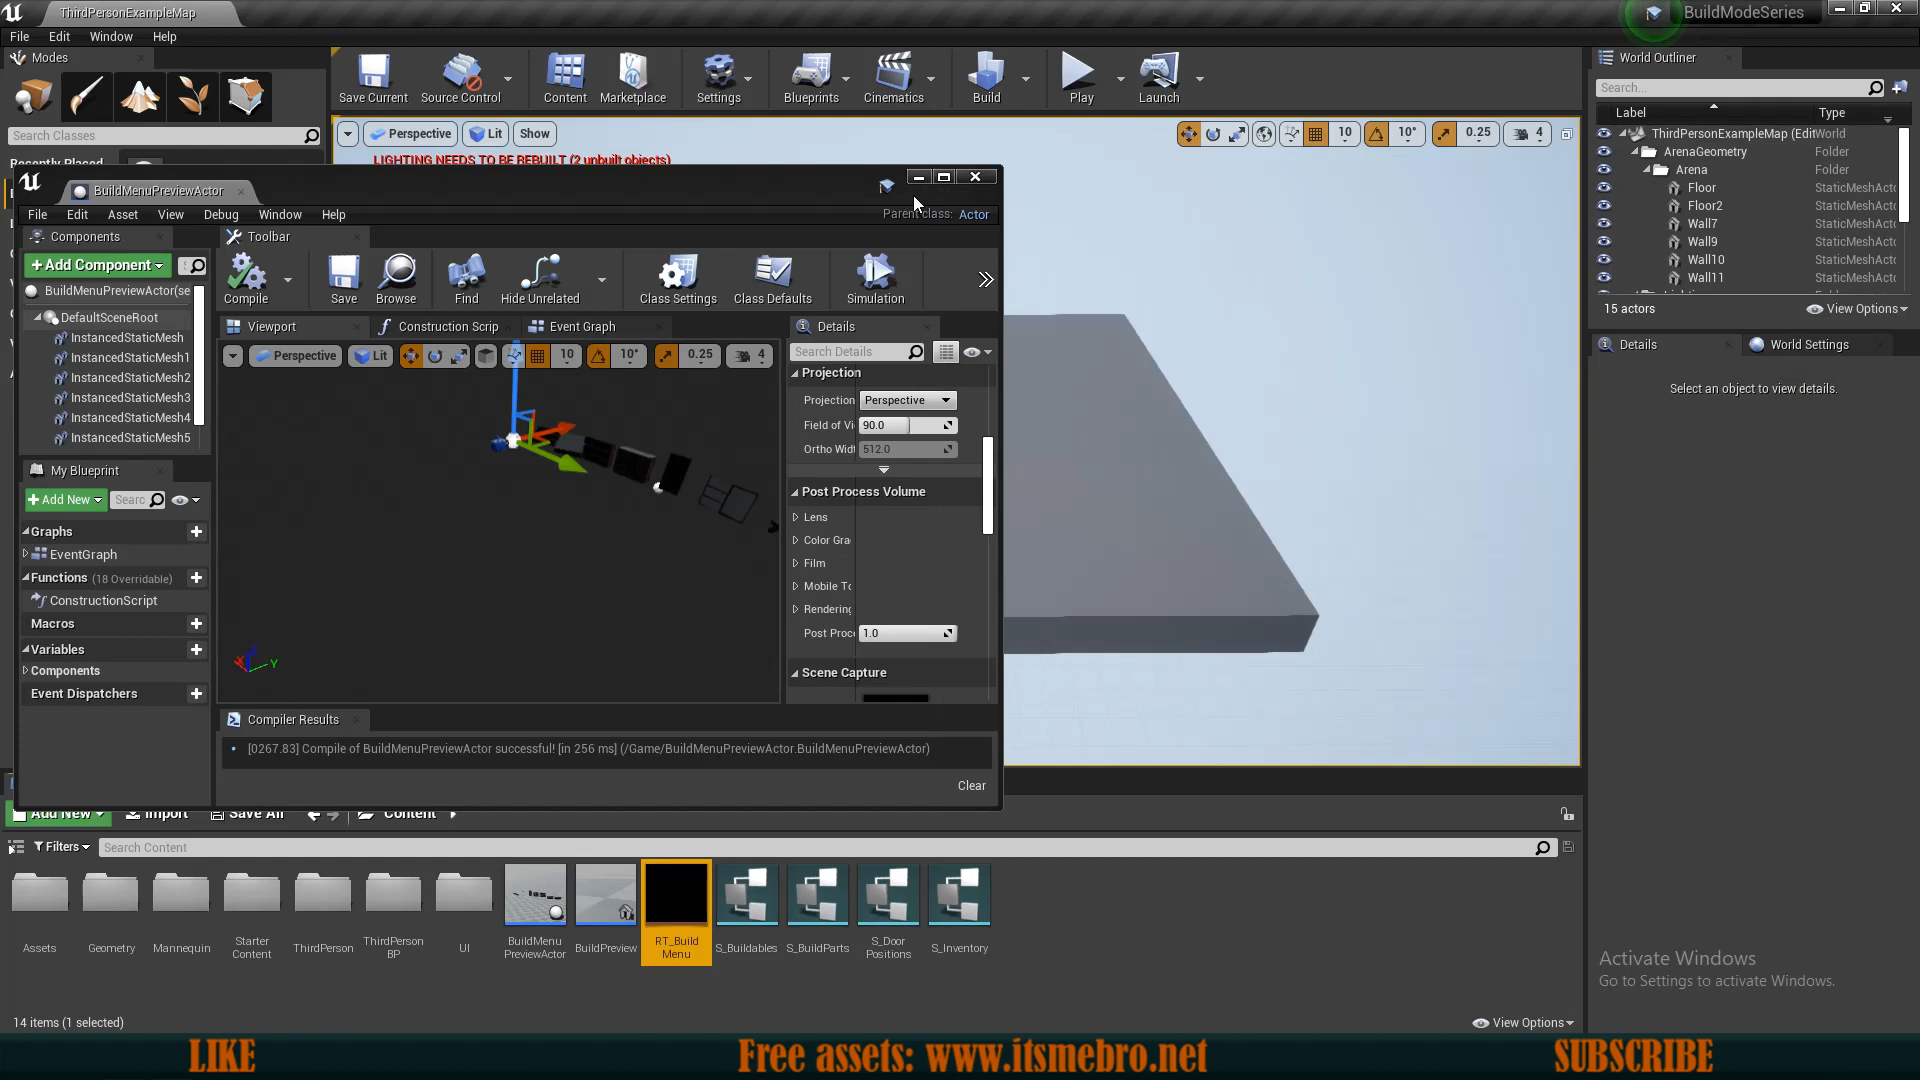 ThirdPersonExampleMap
BuildModeSeries
File Edit Window Help
Modes
Search Classes
Recently Placed
Save Current
Source Control
Content
Marketplace
Settings
Blueprints
Cinematics
Build
Play
Launch
Perspective
Lit
Show
10
10°
0.25
4
LIGHTING NEEDS TO BE REBUILT (2 unbuilt objects)
World Outliner
Search...
Label
Type
ThirdPersonExampleMap (Edit World
ArenaGeometry Folder
Arena Folder
Floor StaticMeshActo
Floor2 StaticMeshActo
Wall7 StaticMeshActo
Wall9 StaticMeshActo
Wall10 StaticMeshActo
Wall11 StaticMeshActo
15 actors
View Options
Details
World Settings
Select an object to view details.
BuildMenuPreviewActor
File Edit Asset View Debug Window Help
Parent class: Actor
Components
Add Component
BuildMenuPreviewActor(se
DefaultSceneRoot
InstancedStaticMesh
InstancedStaticMesh1
InstancedStaticMesh2
InstancedStaticMesh3
InstancedStaticMesh4
InstancedStaticMesh5
My Blueprint
Add New
Searc
Graphs
EventGraph
Functions (18 Overridable)
ConstructionScript
Macros
Variables
Components
Event Dispatchers
Toolbar
Compile
Save
Browse
Find
Hide Unrelated
Class Settings
Class Defaults
Simulation
Viewport
Construction Scrip
Event Graph
Perspective
Lit
10
10°
0.25
4
X
Y
Details
Search Details
Projection
Projection Perspective
Field of Vi 90.0
Ortho Widt 512.0
Post Process Volume
Lens
Color Gra
Film
Mobile To
Rendering
Post Proc 1.0
Scene Capture
Compiler Results
[0267.83] Compile of BuildMenuPreviewActor successful! [in 256 ms] (/Game/BuildMenuPreviewActor.BuildMenuPreviewActor)
Clear
Add New
Import
Save All
Content
Filters
Search Content
Assets
Geometry
Mannequin
Starter
Content
ThirdPerson
ThirdPerson
BP
UI
BuildMenu
PreviewActor
BuildPreview
RT_Build
Menu
S_Buildables
S_BuildParts
S_Door
Positions
S_Inventory
14 items (1 selected)
View Options
Activate Windows
Go to Settings to activate Windows.
LIKE
Free assets: www.itsmebro.net
SUBSCRIBE